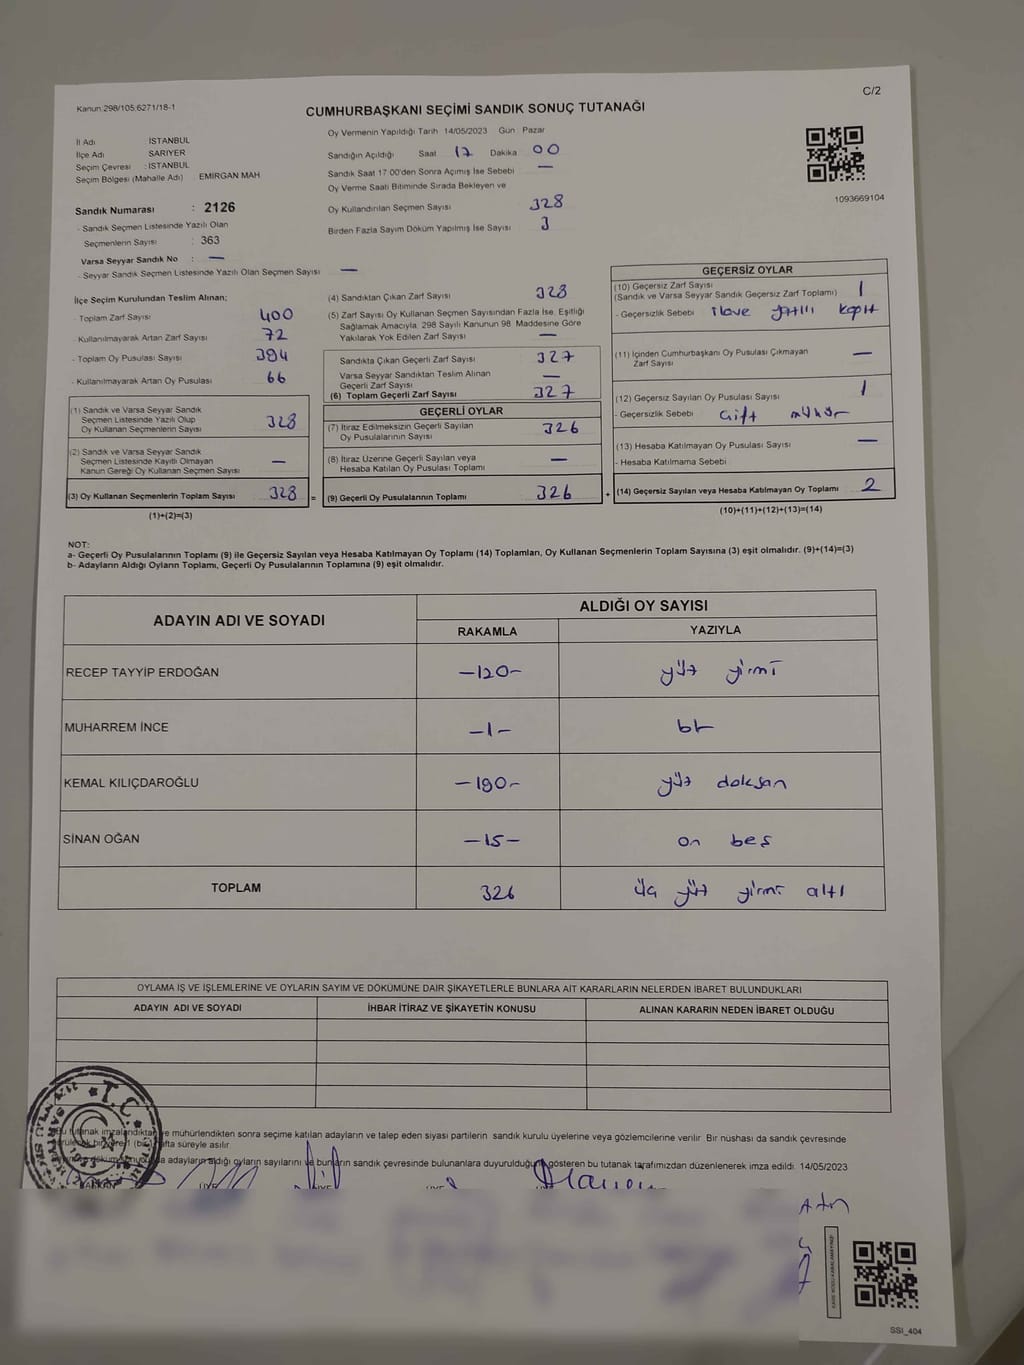 Kanun.298/105.6271/18-1
C/2
CUMHURBAŞKANI SEÇİMİ SANDIK SONUÇ TUTANAĞI
İl Adı İSTANBUL
İlçe Adı SARIYER
Seçim Çevresi : İSTANBUL
Seçim Bölgesi (Mahalle Adı) EMİRGAN MAH
Sandık Numarası : 2126
- Sandık Seçmen Listesinde Yazılı Olan
Seçmenlerin Sayısı : 363
Varsa Seyyar Sandık No : —
- Seyyar Sandık Seçmen Listesinde Yazılı Olan Seçmen Sayısı —
Oy Vermenin Yapıldığı Tarih 14/05/2023 Gün Pazar
Sandığın Açıldığı Saat 17 Dakika 00
Sandık Saat 17 00'den Sonra Açımış İse Sebebi —
Oy Verme Saati Bitiminde Sırada Bekleyen ve
Oy Kullandırılan Seçmen Sayısı 328
Birden Fazla Sayım Döküm Yapılmış İse Sayısı 3
1093669104
İlçe Seçim Kurulundan Teslim Alınan;
- Toplam Zarf Sayısı 400
- Kullanılmayarak Artan Zarf Sayısı 72
- Toplam Oy Pusulası Sayısı 394
- Kullanılmayarak Artan Oy Pusulası 66
(1) Sandık ve Varsa Seyyar Sandık
Seçmen Listesinde Yazılı Olup
Oy Kullanan Seçmenlerin Sayısı 328
(2) Sandık ve Varsa Seyyar Sandık
Seçmen Listesinde Kayıtlı Olmayan
Kanun Gereği Oy Kullanan Seçmen Sayısı —
(3) Oy Kullanan Seçmenlerin Toplam Sayısı 328 =
(1)+(2)=(3)
(4) Sandıktan Çıkan Zarf Sayısı 328
(5) Zarf Sayısı Oy Kullanan Seçmen Sayısından Fazla İse, Eşitliği
Sağlamak Amacıyla, 298 Sayılı Kanunun 98 Maddesine Göre
Yakılarak Yok Edilen Zarf Sayısı —
Sandıkta Çıkan Geçerli Zarf Sayısı 327
Varsa Seyyar Sandıktan Teslim Alınan
Geçerli Zarf Sayısı —
(6) Toplam Geçerli Zarf Sayısı 327
GEÇERLİ OYLAR
(7) İtiraz Edilmeksizin Geçerli Sayılan
Oy Pusulalarının Sayısı 326
(8) İtiraz Üzerine Geçerli Sayılan veya
Hesaba Katılan Oy Pusulası Toplamı —
(9) Geçerli Oy Pusulalarının Toplamı 326 +
GEÇERSİZ OYLAR
(10) Geçersiz Zarf Sayısı 1
(Sandık ve Varsa Seyyar Sandık Geçersiz Zarf Toplamı)
- Geçersizlik Sebebi ilave
(11) İçinden Cumhurbaşkanı Oy Pusulası Çıkmayan
Zarf Sayısı —
(12) Geçersiz Sayılan Oy Pusulası Sayısı 1
- Geçersizlik Sebebi Çift mühür
(13) Hesaba Katılmayan Oy Pusulası Sayısı —
- Hesaba Katılmama Sebebi
(14) Geçersiz Sayılan veya Hesaba Katılmayan Oy Toplamı 2
(10)+(11)+(12)+(13)=(14)
NOT:
a- Geçerli Oy Pusulalarının Toplamı (9) ile Geçersiz Sayılan veya Hesaba Katılmayan Oy Toplamı (14) Toplamları, Oy Kullanan Seçmenlerin Toplam Sayısına (3) eşit olmalıdır. (9)+(14)=(3)
b- Adayların Aldığı Oyların Toplamı, Geçerli Oy Pusulalarının Toplamına (9) eşit olmalıdır.
ADAYIN ADI VE SOYADI
ALDIĞI OY SAYISI
RAKAMLA YAZIYLA
RECEP TAYYİP ERDOĞAN -120- yüz yirmi
MUHARREM İNCE -1- bir
KEMAL KILIÇDAROĞLU -190- yüz doksan
SİNAN OĞAN -15- on beş
TOPLAM 326 üç yüz yirmi altı
OYLAMA İŞ VE İŞLEMLERİNE VE OYLARIN SAYIM VE DÖKÜMÜNE DAİR ŞİKAYETLERLE BUNLARA AİT KARARLARIN NELERDEN İBARET BULUNDUKLARI
ADAYIN ADI VE SOYADI İHBAR İTİRAZ VE ŞİKAYETİN KONUSU ALINAN KARARIN NEDEN İBARET OLDUĞU
T.C.
Bu tutanak imzalandıktan ve mühürlendikten sonra seçime katılan adayların ve talep eden siyasi partilerin sandık kurulu üyelerine veya gözlemcilerine verilir Bir nüshası da sandık çevresinde
hafta süreyle asılır
adayların aldığı oyların sayılarını ve bunların sandık çevresinde bulunanlara duyurulduğunu gösteren bu tutanak tarafımızdan düzenlenerek imza edildi. 14/05/2023
BAŞKAN ÜYE
SSI_404